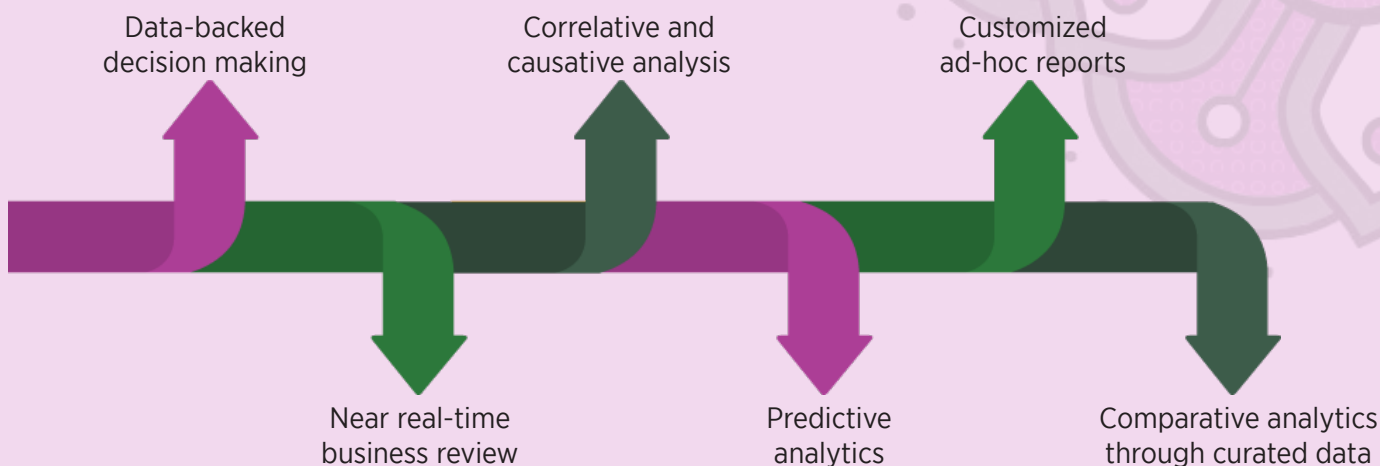 Data-backed
decision making
Correlative and
causative analysis
Customized
ad-hoc reports
Near real-time
business review
Predictive
analytics
Comparative analytics
through curated data